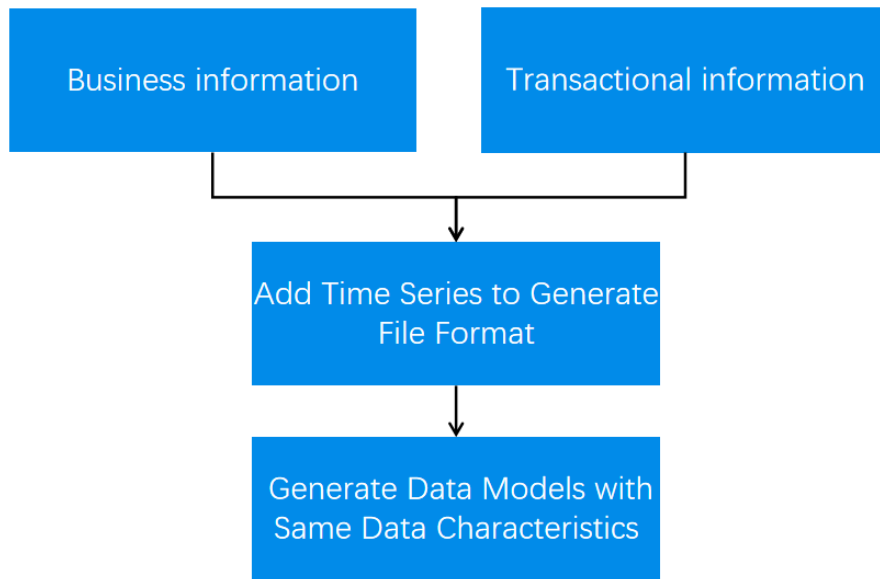 Business information
Transactional information
Add Time Series to Generate
File Format
Generate Data Models with
Same Data Characteristics